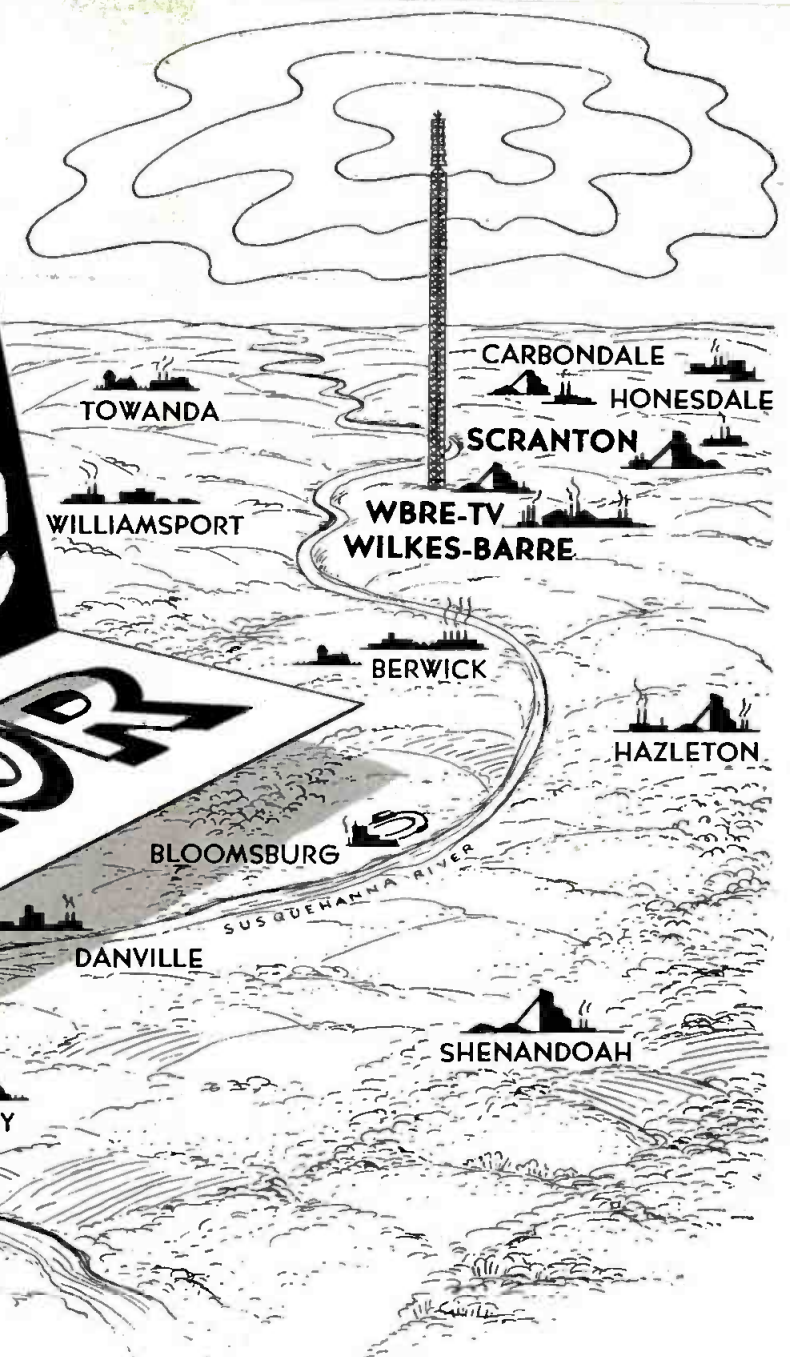 CARBONDALE
HONESDALE
TOWANDA
SCRANTON
WILLIAMSPORT
WBRE-TV
WILKES-BARRE
BERWICK
HAZLETON
BLOOMSBURG
SUSQUEHANNA RIVER
DANVILLE
SHENANDOAH
Y